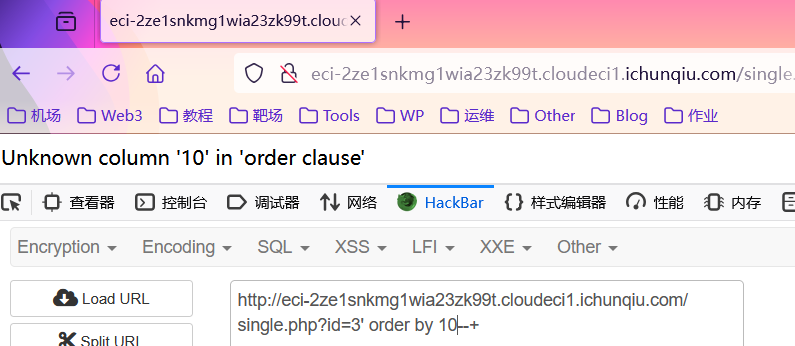 eci-2ze1snkmg1wia23zk99t.clouc
eci-2ze1snkmg1wia23zk99t.cloudeci1.ichunqiu.com/single.
机场 Web3 教程 靶场 Tools WP 运维 Other Blog 作业
Unknown column '10' in 'order clause'
查看器 控制台 调试器 网络 HackBar 样式编辑器 性能 内存
Encryption Encoding SQL XSS LFI XXE Other
Load URL
http://eci-2ze1snkmg1wia23zk99t.cloudeci1.ichunqiu.com/
single.php?id=3' order by 10--+
Split URL